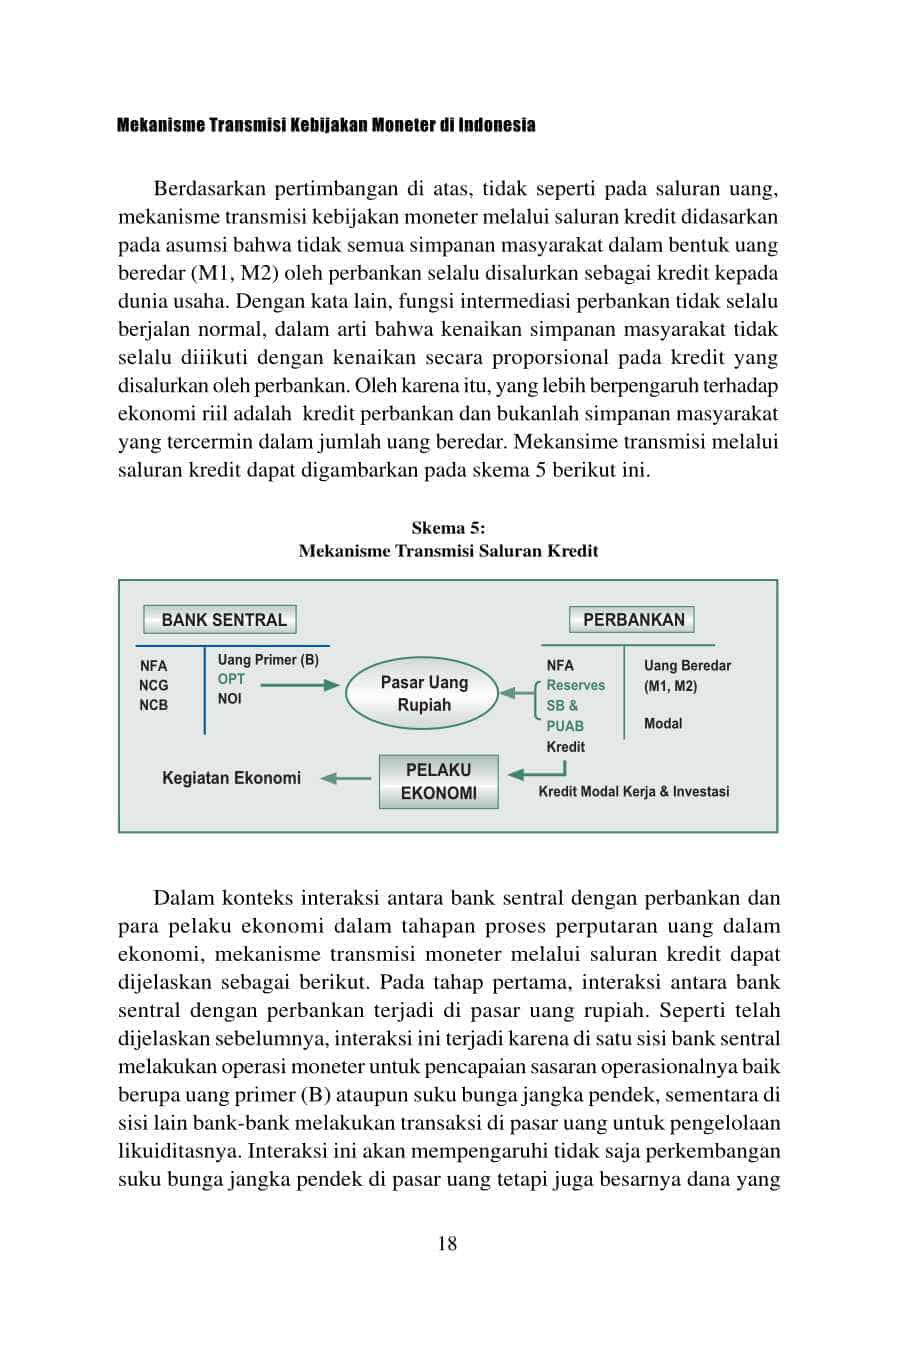 Mekanisme Transmisi Kebijakan Moneter di Indonesia
Berdasarkan pertimbangan di atas, tidak seperti pada saluran uang,
mekanisme transmisi kebijakan moneter melalui saluran kredit didasarkan
pada asumsi bahwa tidak semua simpanan masyarakat dalam bentuk uang
beredar (M1, M2) oleh perbankan selalu disalurkan sebagai kredit kepada
dunia usaha. Dengan kata lain, fungsi intermediasi perbankan tidak selalu
berjalan normal, dalam arti bahwa kenaikan simpanan masyarakat tidak
selalu diiikuti dengan kenaikan secara proporsional pada kredit yang
disalurkan oleh perbankan. Oleh karena itu, yang lebih berpengaruh terhadap
ekonomi riil adalah kredit perbankan dan bukanlah simpanan masyarakat
yang tercermin dalam jumlah uang beredar. Mekansime transmisi melalui
saluran kredit dapat digambarkan pada skema 5 berikut ini.
Skema 5:
Mekanisme Transmisi Saluran Kredit
BANK SENTRAL
NFA
NCG
NCB
Uang Primer (B)
OPT
NOI
Pasar Uang
Rupiah
PERBANKAN
NFA
Reserves
SB &
PUAB
Kredit
Uang Beredar
(M1, M2)
Modal
Kegiatan Ekonomi
PELAKU
EKONOMI
Kredit Modal Kerja & Investasi
Dalam konteks interaksi antara bank sentral dengan perbankan dan
para pelaku ekonomi dalam tahapan proses perputaran uang dalam
ekonomi, mekanisme transmisi moneter melalui saluran kredit dapat
dijelaskan sebagai berikut. Pada tahap pertama, interaksi antara bank
sentral dengan perbankan terjadi di pasar uang rupiah. Seperti telah
dijelaskan sebelumnya, interaksi ini terjadi karena di satu sisi bank sentral
melakukan operasi moneter untuk pencapaian sasaran operasionalnya baik
berupa uang primer (B) ataupun suku bunga jangka pendek, sementara di
sisi lain bank-bank melakukan transaksi di pasar uang untuk pengelolaan
likuiditasnya. Interaksi ini akan mempengaruhi tidak saja perkembangan
suku bunga jangka pendek di pasar uang tetapi juga besarnya dana yang
18